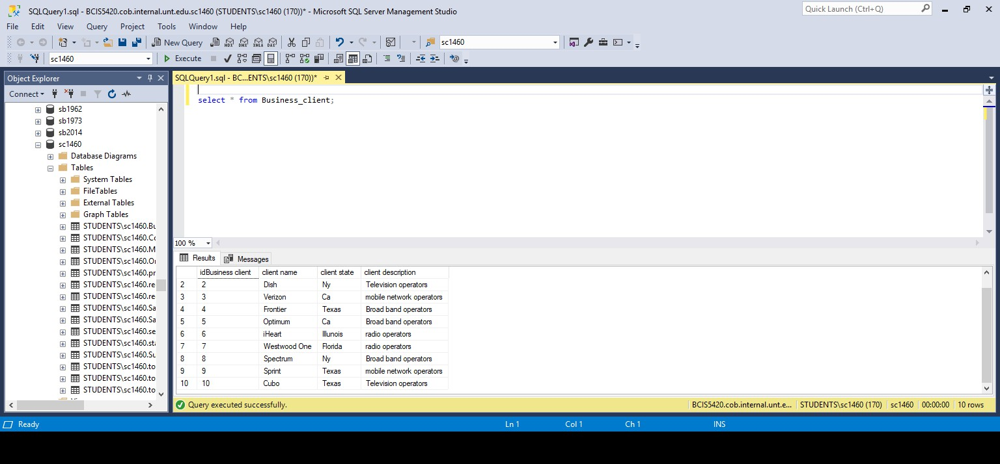 SQLQuery1.sql - BCIS5420.cob.internal.unt.edu.sc1460 (STUDENTS\sc1460 (170))* - Microsoft SQL Server Management Studio
Quick Launch (Ctrl+Q)
File Edit View Query Project Tools Window Help
New Query MDX DMX XMLA DAX sc1460
sc1460 Execute
Object Explorer
Connect
sb1962
sb1973
sb2014
sc1460
Database Diagrams
Tables
System Tables
FileTables
External Tables
Graph Tables
STUDENTS\sc1460.Bu
STUDENTS\sc1460.Co
STUDENTS\sc1460.M
STUDENTS\sc1460.Or
STUDENTS\sc1460.pr
STUDENTS\sc1460.re
STUDENTS\sc1460.re
STUDENTS\sc1460.Sa
STUDENTS\sc1460.Sa
STUDENTS\sc1460.se
STUDENTS\sc1460.sta
STUDENTS\sc1460.Su
STUDENTS\sc1460.to
STUDENTS\sc1460.to
STUDENTS\sc1460.to
SQLQuery1.sql - BC...ENTS\sc1460 (170))*
select * from Business_client;
100 %
Results Messages
idBusiness client client name client state client description
2 2 Dish Ny Television operators
3 3 Verizon Ca mobile network operators
4 4 Frontier Texas Broad band operators
5 5 Optimum Ca Broad band operators
6 6 iHeart Illunois radio operators
7 7 Westwood One Florida radio operators
8 8 Spectrum Ny Broad band operators
9 9 Sprint Texas mobile network operators
10 10 Cubo Texas Television operators
Query executed successfully. BCIS5420.cob.internal.unt.e... STUDENTS\sc1460 (170) sc1460 00:00:00 10 rows
Ready Ln 1 Col 1 Ch 1 INS